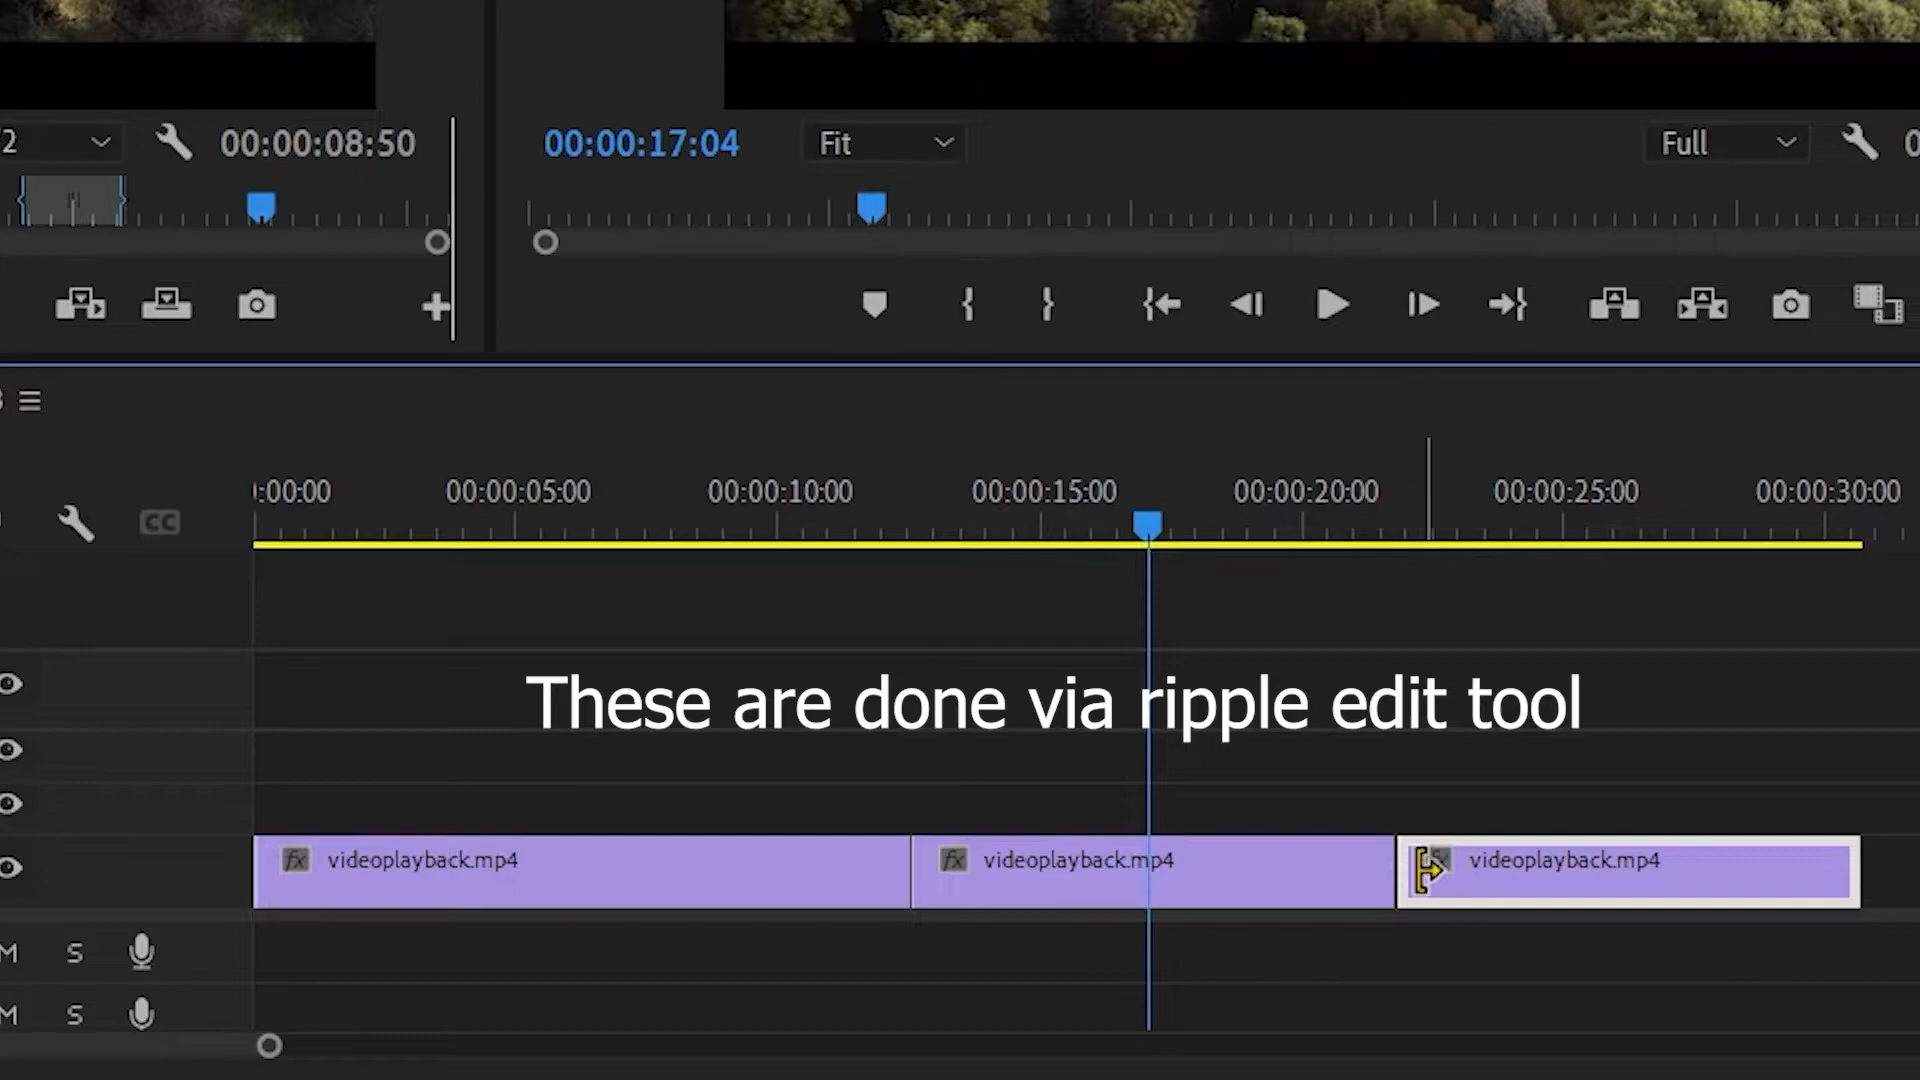 2
00:00:08:50
00:00:17:04
Fit
Full
0
:00:00
00:00:05:00
00:00:10:00
00:00:15:00
00:00:20:00
00:00:25:00
00:00:30:00
CC
These are done via ripple edit tool
fx videoplayback.mp4
fx videoplayback.mp4
videoplayback.mp4
M S
M S